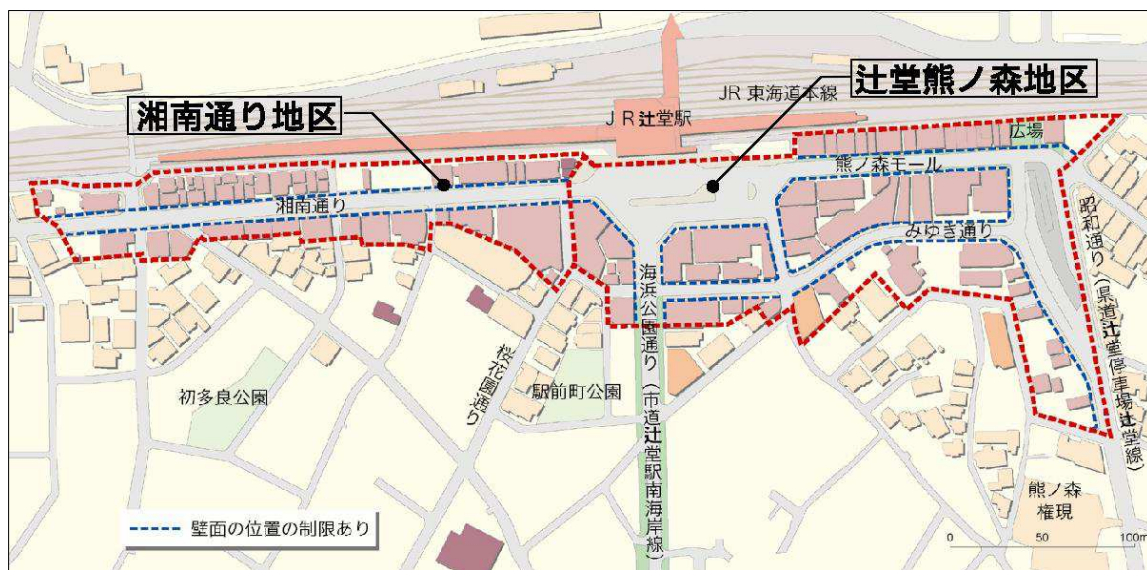 辻堂熊ノ森地区
湘南通り地区
JR 東海道本線
JR辻堂駅
広場
熊ノ森モール
湘南通り
みゆき通り
昭和通り(県道辻堂停車場辻堂線)
海浜公園通り(市道辻堂駅南海岸線)
桜花園通り
初多良公園
駅前町公園
熊ノ森
権現
壁面の位置の制限あり
0 50 100m